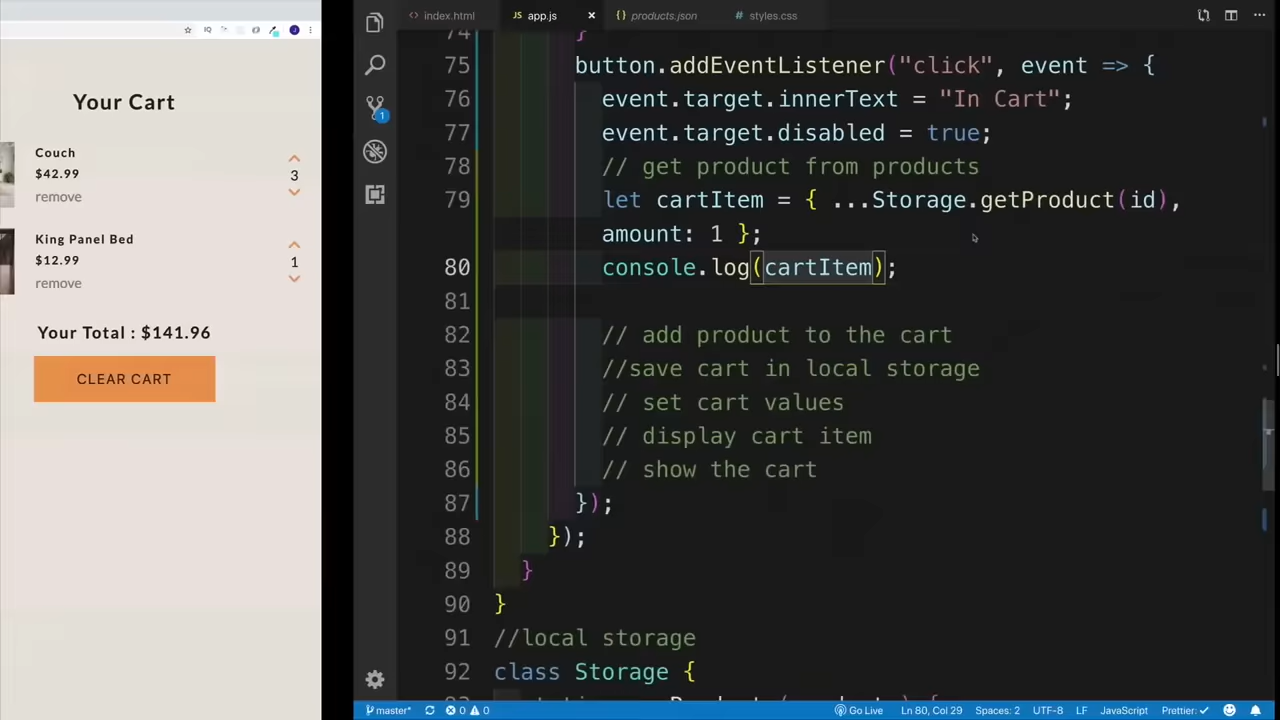 index.html app.js × {} products.json # styles.css
Your Cart
Couch
$42.99
remove
3
King Panel Bed
$12.99
remove
1
Your Total : $141.96
CLEAR CART
74 }
75 button.addEventListener("click", event => {
76 event.target.innerText = "In Cart";
77 event.target.disabled = true;
78 // get product from products
79 let cartItem = { ...Storage.getProduct(id),
amount: 1 };
80 console.log(cartItem);
81
82 // add product to the cart
83 //save cart in local storage
84 // set cart values
85 // display cart item
86 // show the cart
87 });
88 });
89 }
90 }
91 //local storage
92 class Storage {
1
master* 0 0 Go Live Ln 80, Col 29 Spaces: 2 UTF-8 LF JavaScript Prettier: ✓